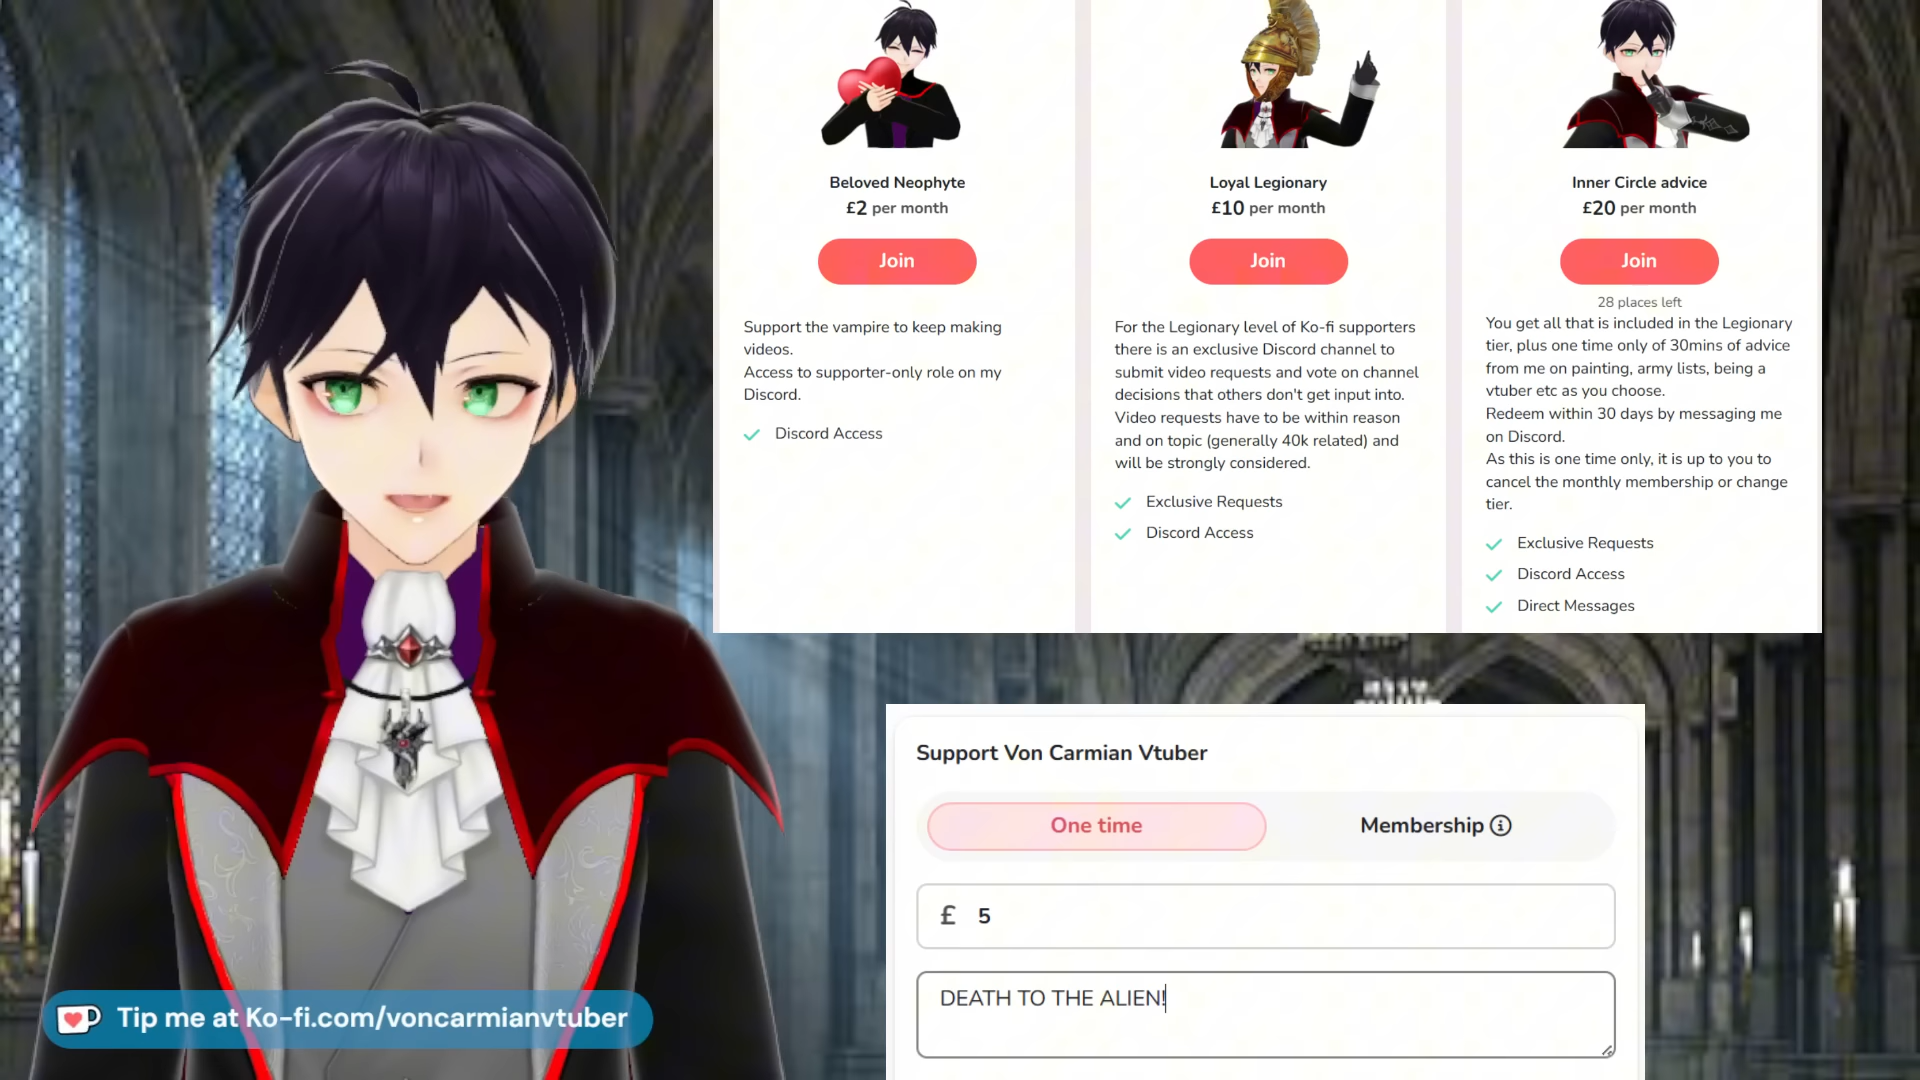 Beloved Neophyte
£2 per month
Join
Support the vampire to keep making
videos.
Access to supporter-only role on my
Discord.
Discord Access
Loyal Legionary
£10 per month
Join
For the Legionary level of Ko-fi supporters
there is an exclusive Discord channel to
submit video requests and vote on channel
decisions that others don't get input into.
Video requests have to be within reason
and on topic (generally 40k related) and
will be strongly considered.
Exclusive Requests
Discord Access
Inner Circle advice
£20 per month
Join
28 places left
You get all that is included in the Legionary
tier, plus one time only of 30mins of advice
from me on painting, army lists, being a
vtuber etc as you choose.
Redeem within 30 days by messaging me
on Discord.
As this is one time only, it is up to you to
cancel the monthly membership or change
tier.
Exclusive Requests
Discord Access
Direct Messages
Support Von Carmian Vtuber
One time
Membership
£ 5
DEATH TO THE ALIEN!
Tip me at Ko-fi.com/voncarmianvtuber